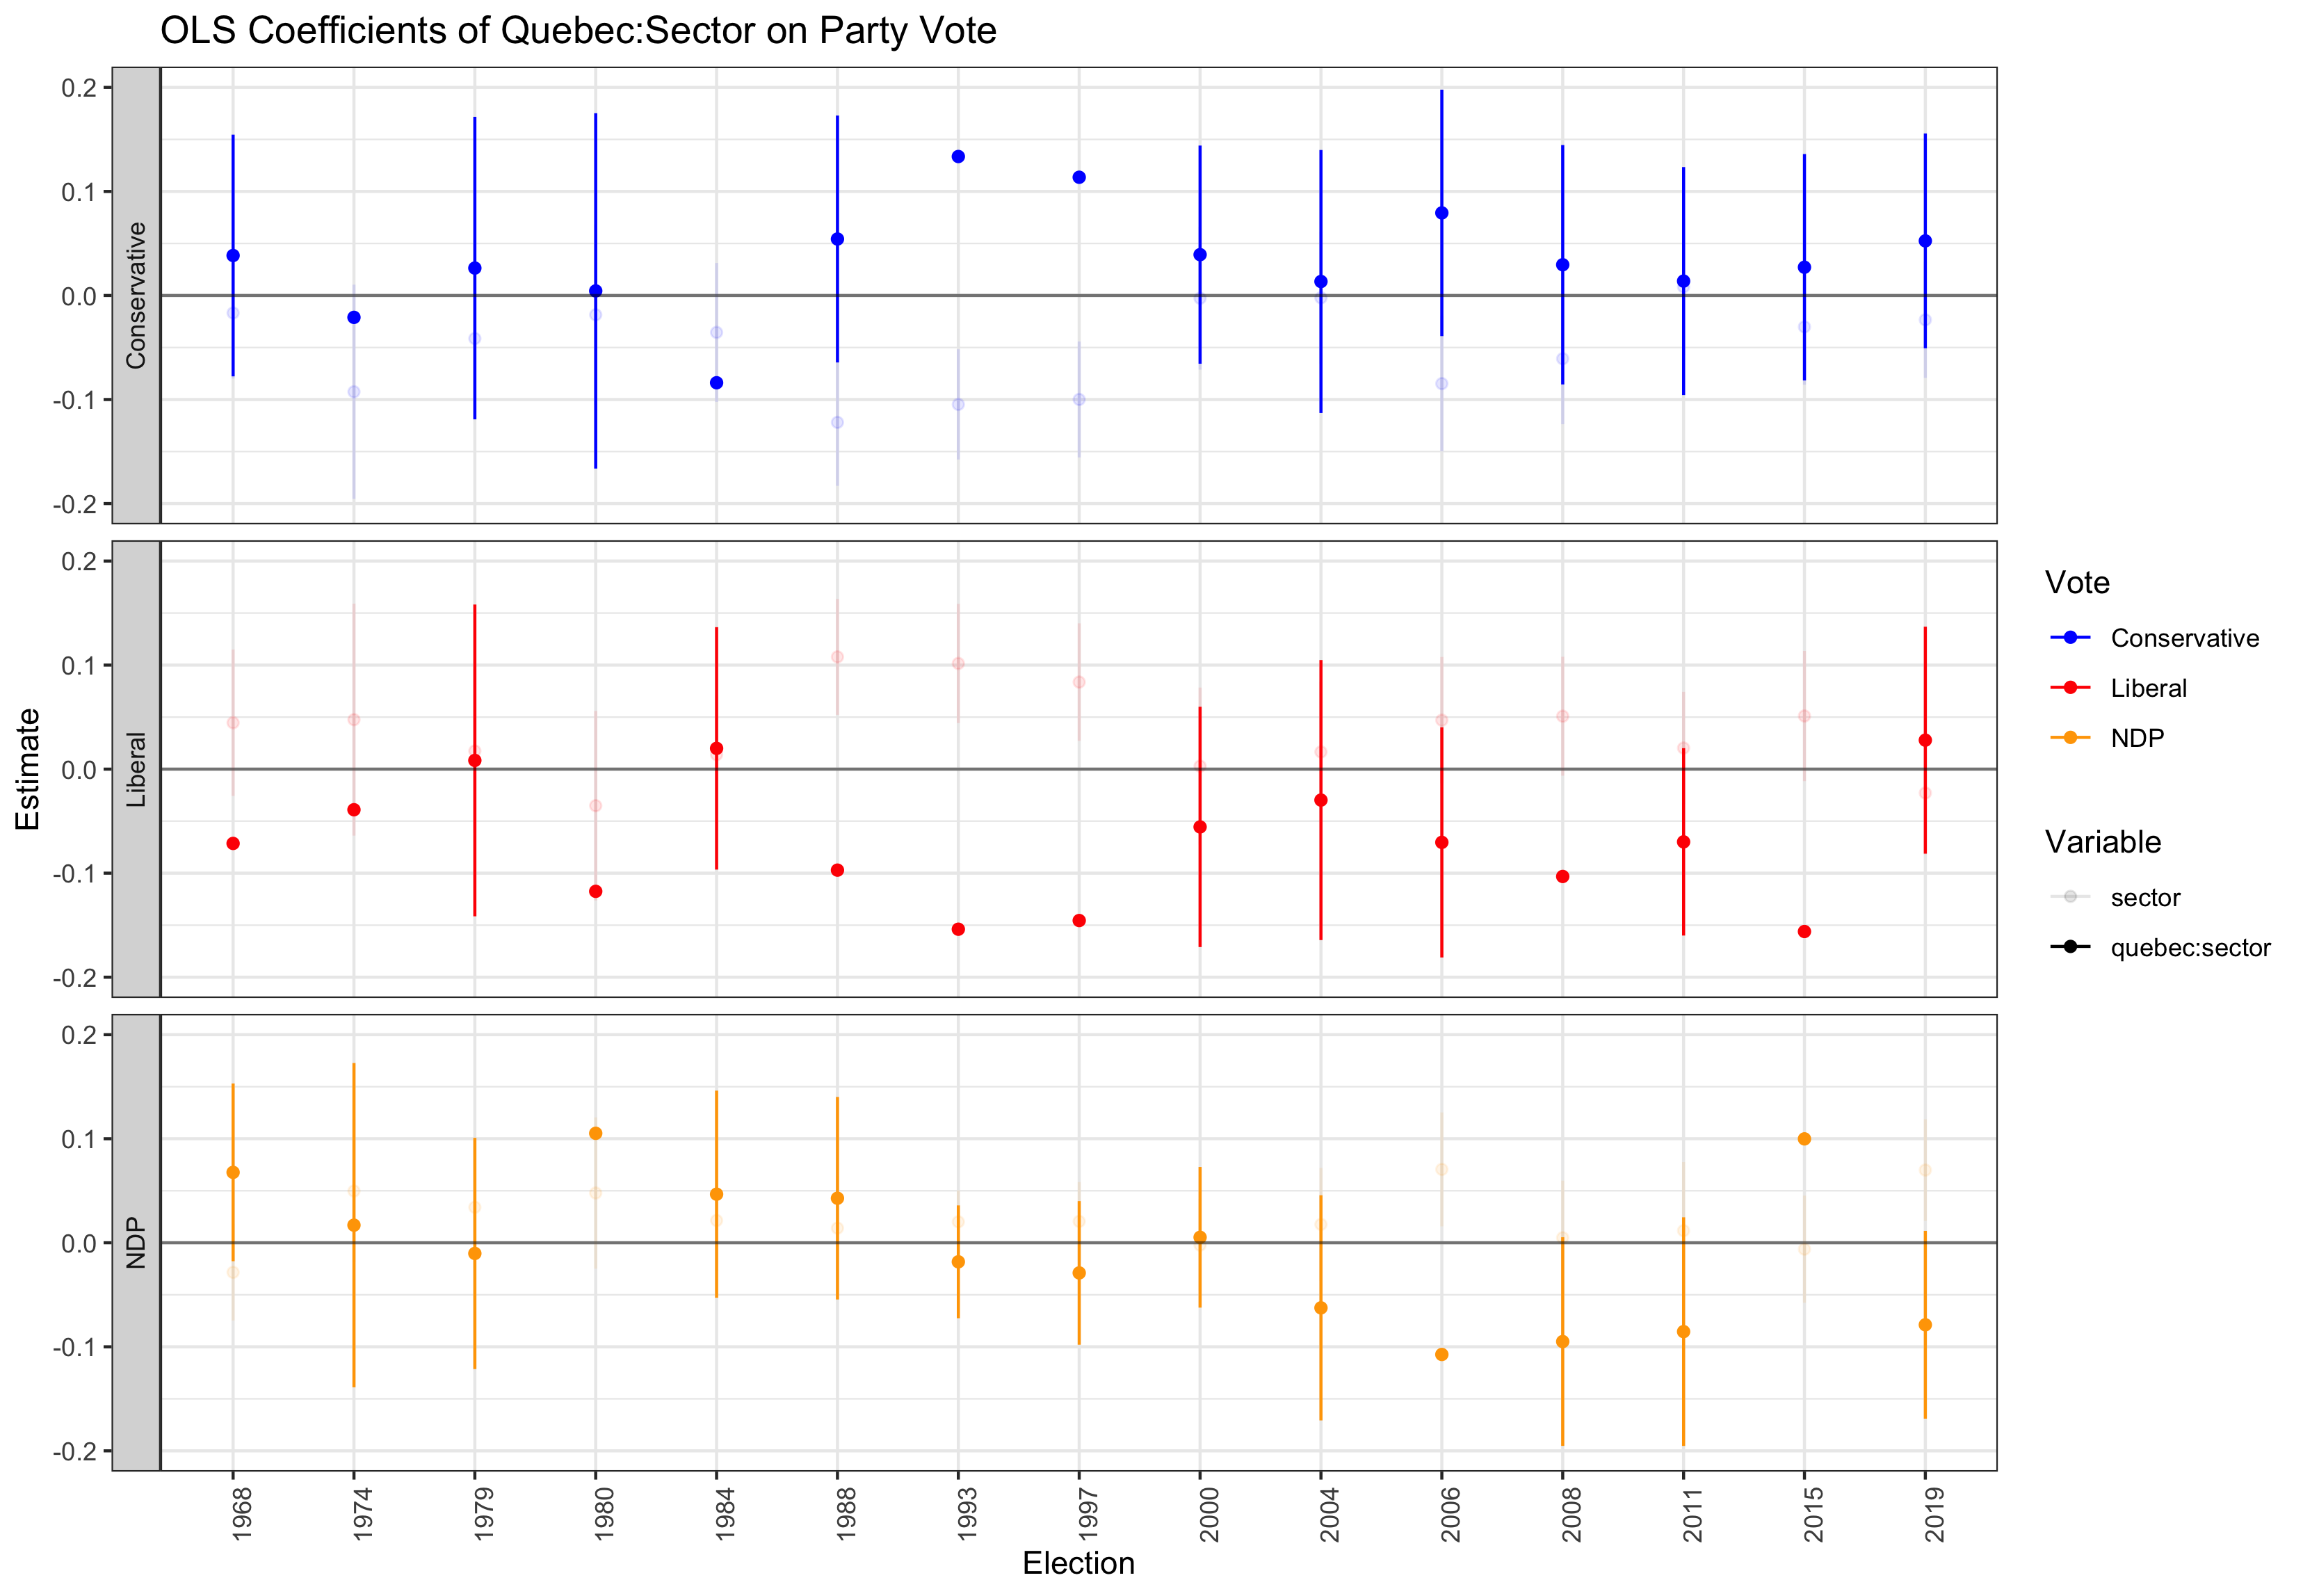 OLS Coefficients of Quebec:Sector on Party Vote
Conservative
0.2
0.1
0.0
-0.1
-0.2
Liberal
0.2
0.1
0.0
-0.1
-0.2
NDP
0.2
0.1
0.0
-0.1
-0.2
Estimate
1968 1974 1979 1980 1984 1988 1993 1997 2000 2004 2006 2008 2011 2015 2019
Election
Vote
Conservative
Liberal
NDP
Variable
sector
quebec:sector